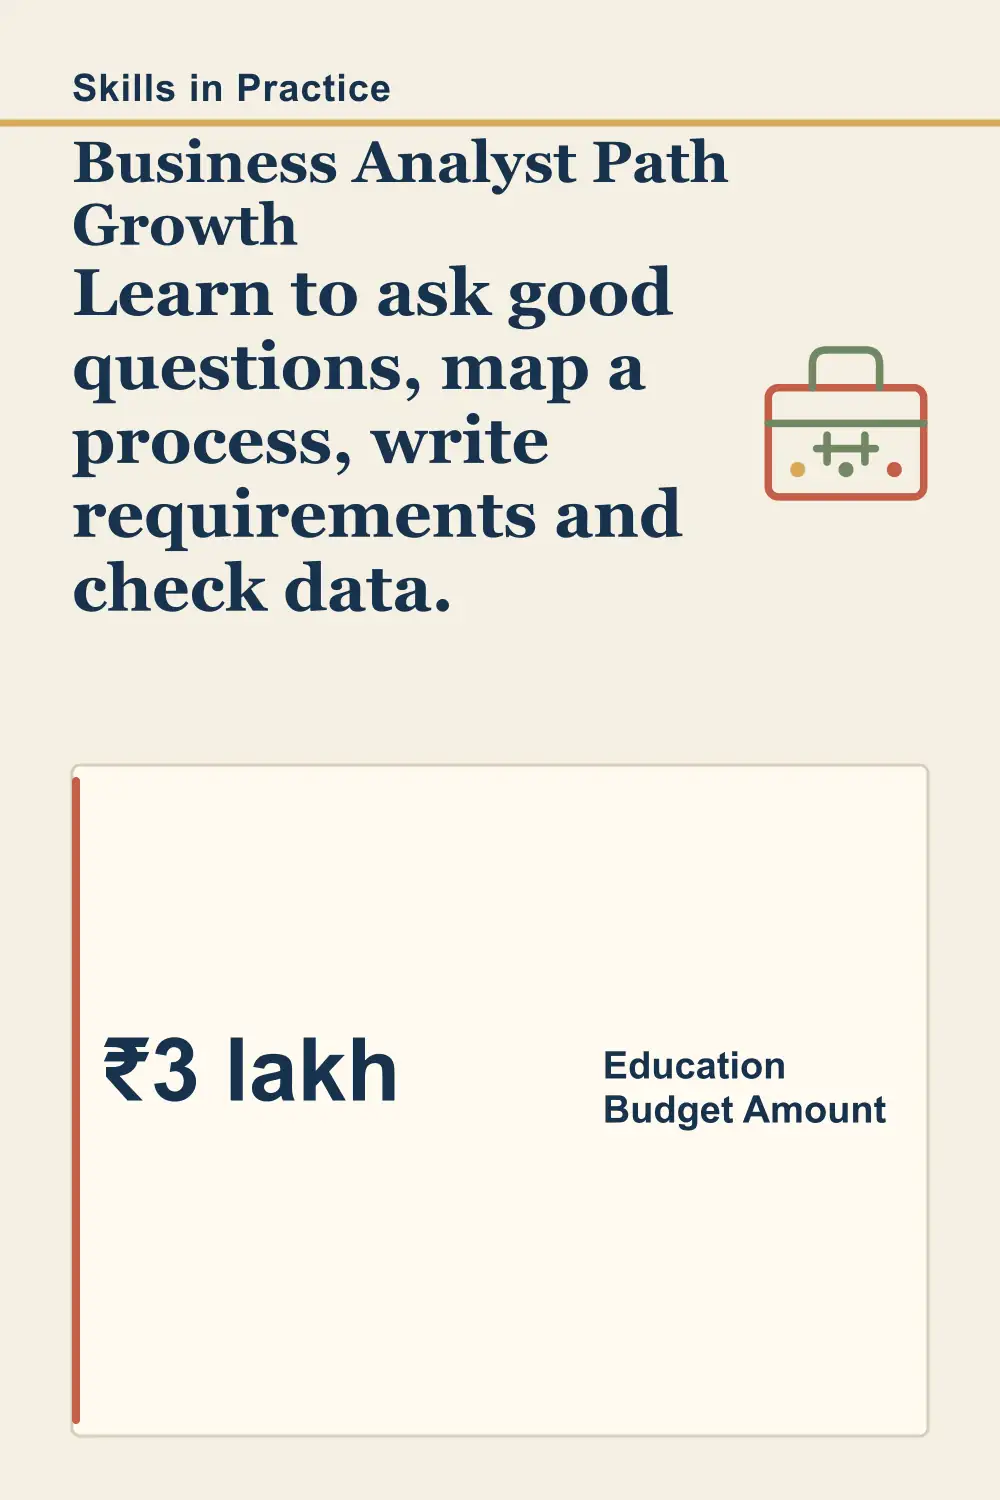 Skills in Practice
Business Analyst Path
Growth
Learn to ask good
questions, map a
process, write
requirements and
check data.
₹3 lakh
Education
Budget Amount